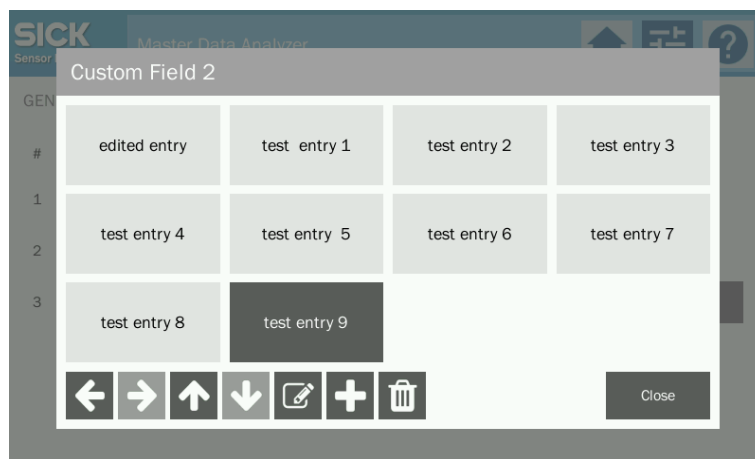 SICK
Sensor
Master Data Analyzer
?
Custom Field 2
GEN
#
edited entry test entry 1 test entry 2 test entry 3
1
test entry 4 test entry 5 test entry 6 test entry 7
2
3
test entry 8 test entry 9
Close